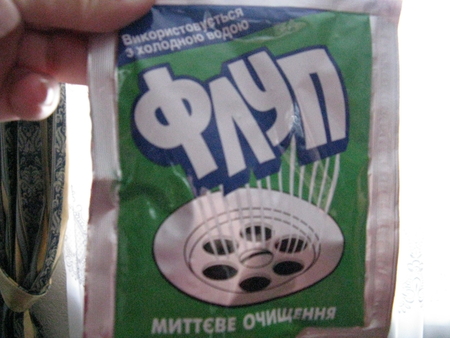 Використовується
з холодною водою
ФЛУП
МИТТЄВЕ ОЧИЩЕННЯ